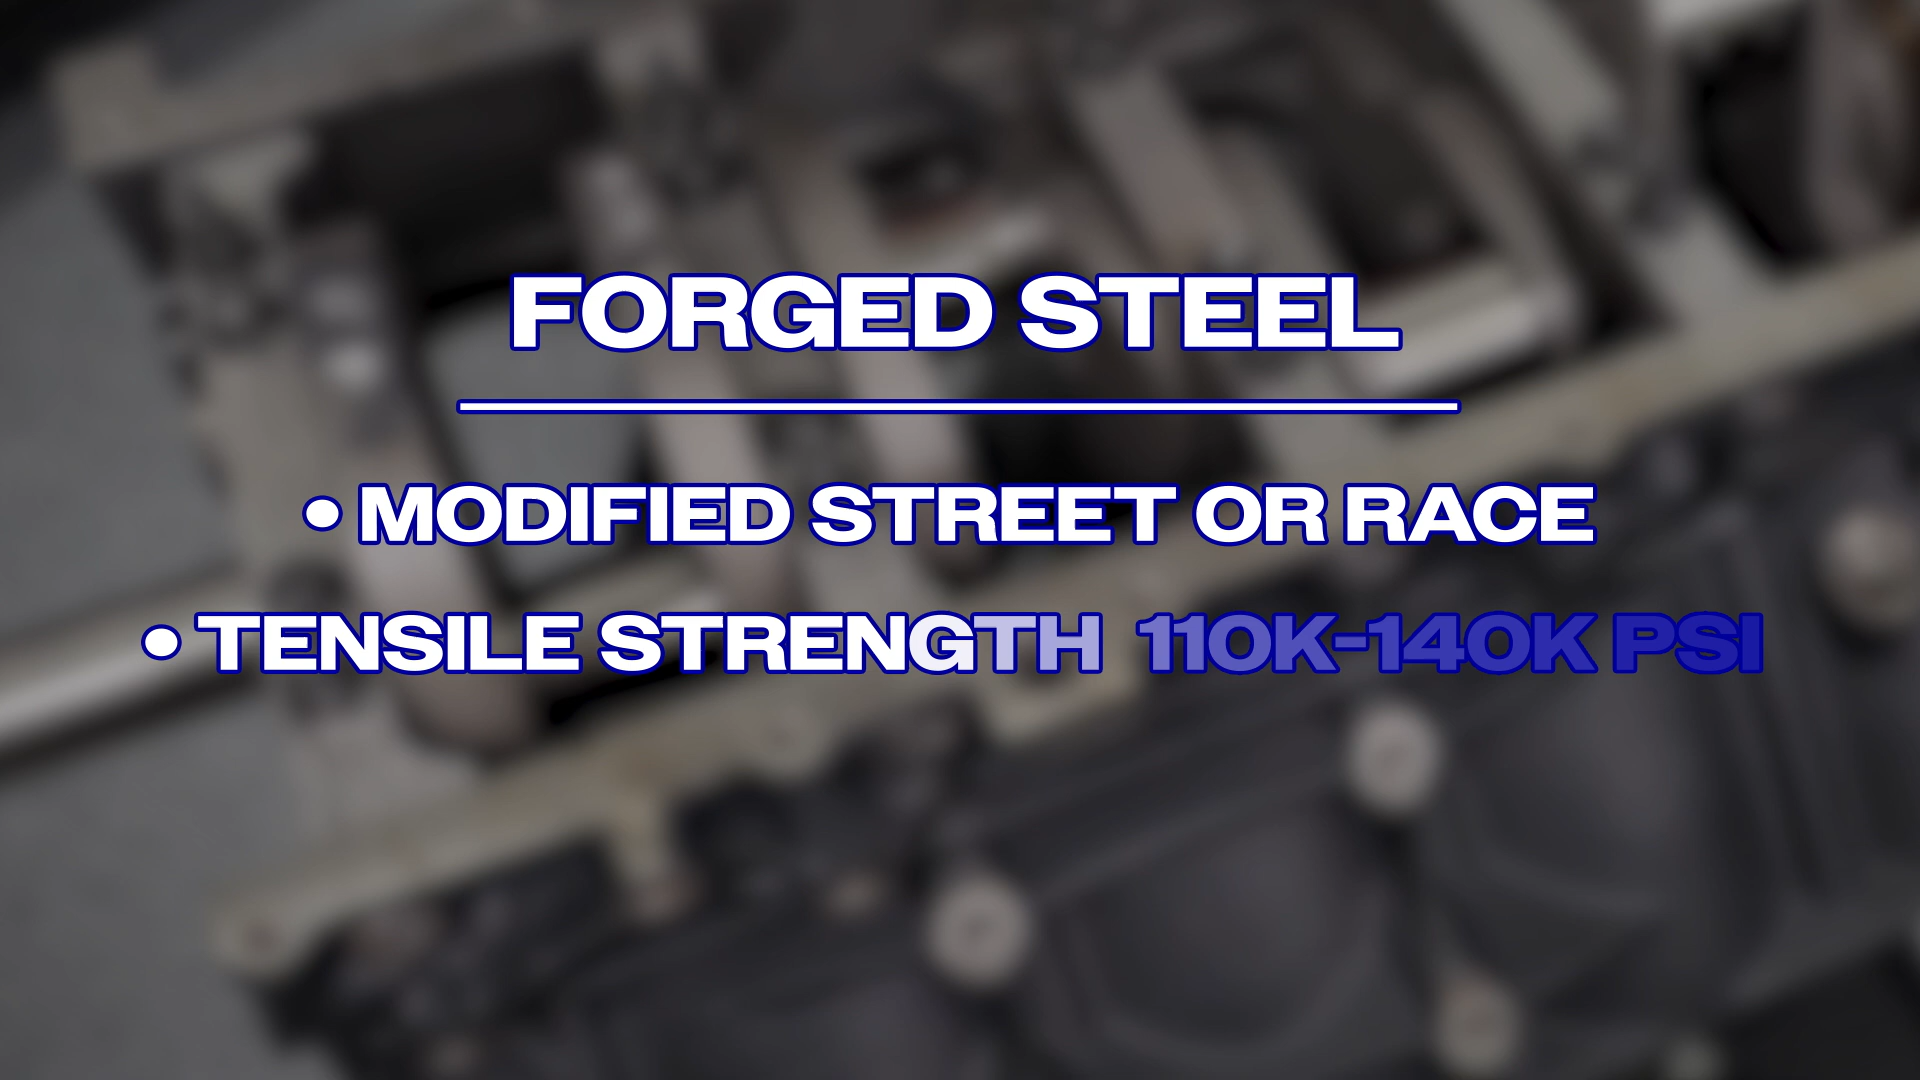 FORGED STEEL
• MODIFIED STREET OR RACE
• TENSILE STRENGTH 110K-140K PSI